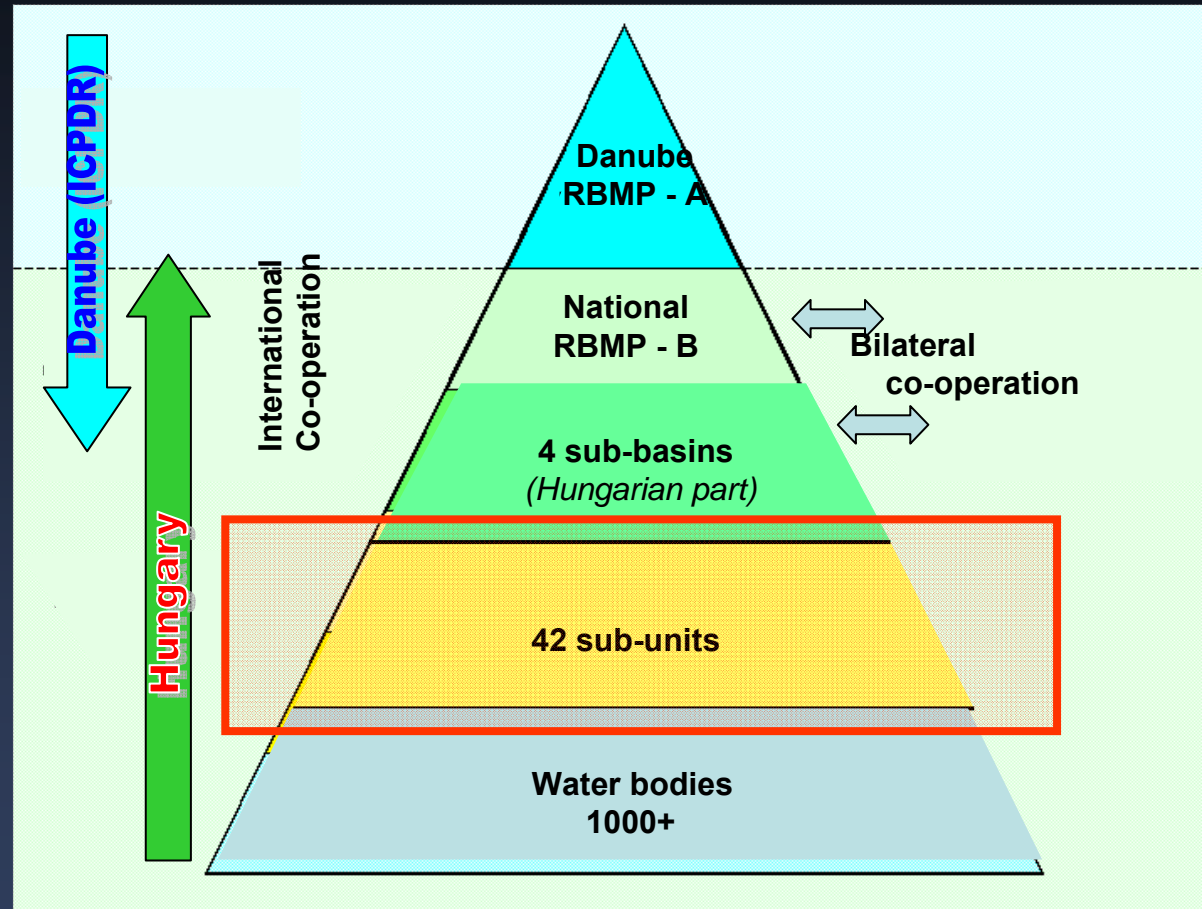 Danube (ICPDR)
Hungary
International
Co-operation
Danube
RBMP - A
National
RBMP - B
Bilateral
co-operation
4 sub-basins
(Hungarian part)
42 sub-units
Water bodies
1000+